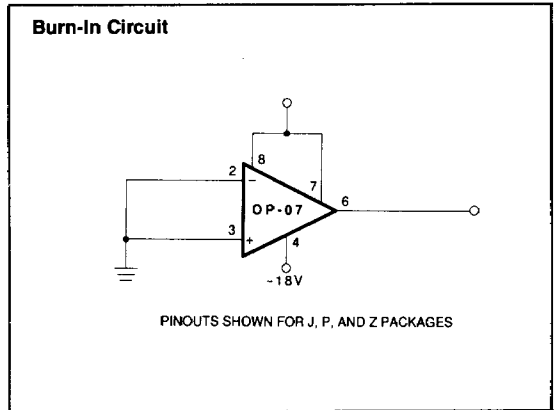 Burn-In Circuit
8
2
−
7
6
OP-07
3
+
4
-18V
PINOUTS SHOWN FOR J, P, AND Z PACKAGES